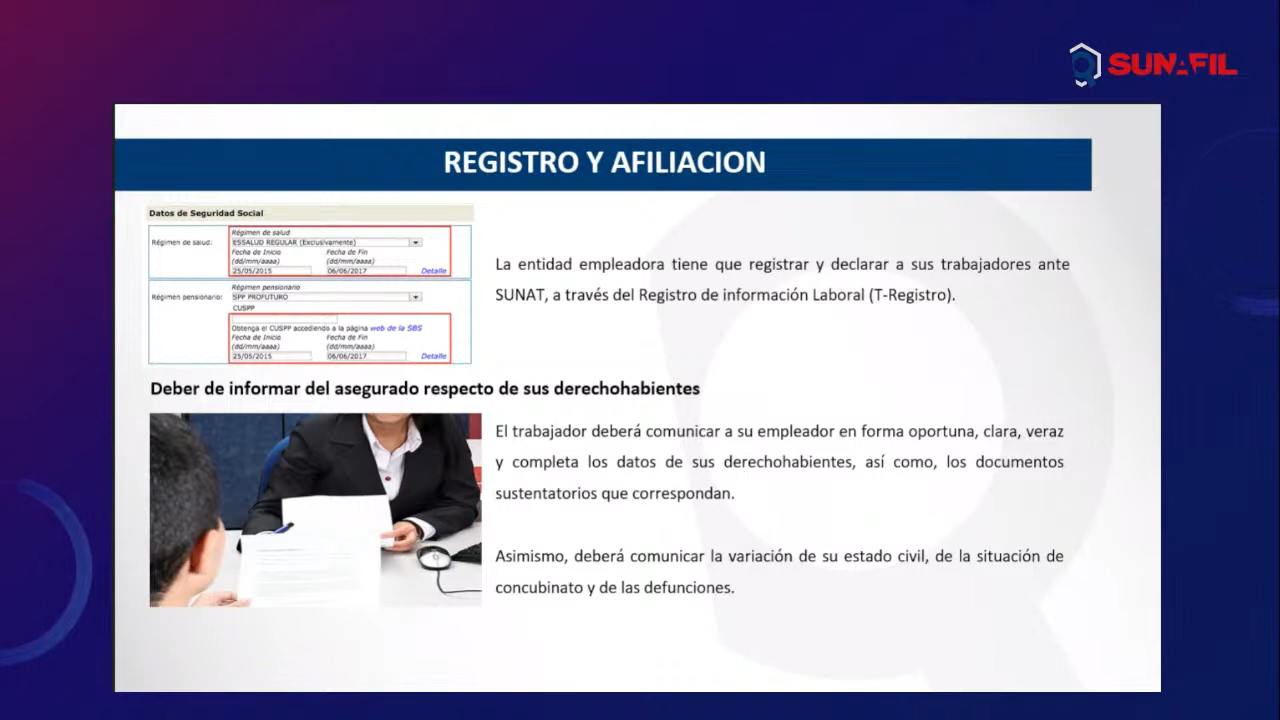 SUNAFIL
REGISTRO Y AFILIACION
Datos de Seguridad Social
Régimen de salud:
Régimen de salud
ESSALUD REGULAR (Exclusivamente)
Fecha de Inicio Fecha de Fin
(dd/mm/aaaa) (dd/mm/aaaa)
25/05/2015 06/06/2017 Detalle
Régimen pensionario:
Régimen pensionario
SPP PROFUTURO
CUSPP
Obtenga el CUSPP accediendo a la página web de la SBS
Fecha de Inicio Fecha de Fin
(dd/mm/aaaa) (dd/mm/aaaa)
25/05/2015 06/06/2017 Detalle
La entidad empleadora tiene que registrar y declarar a sus trabajadores ante
SUNAT, a través del Registro de información Laboral (T-Registro).
Deber de informar del asegurado respecto de sus derechohabientes
El trabajador deberá comunicar a su empleador en forma oportuna, clara, veraz
y completa los datos de sus derechohabientes, así como, los documentos
sustentatorios que correspondan.
Asimismo, deberá comunicar la variación de su estado civil, de la situación de
concubinato y de las defunciones.